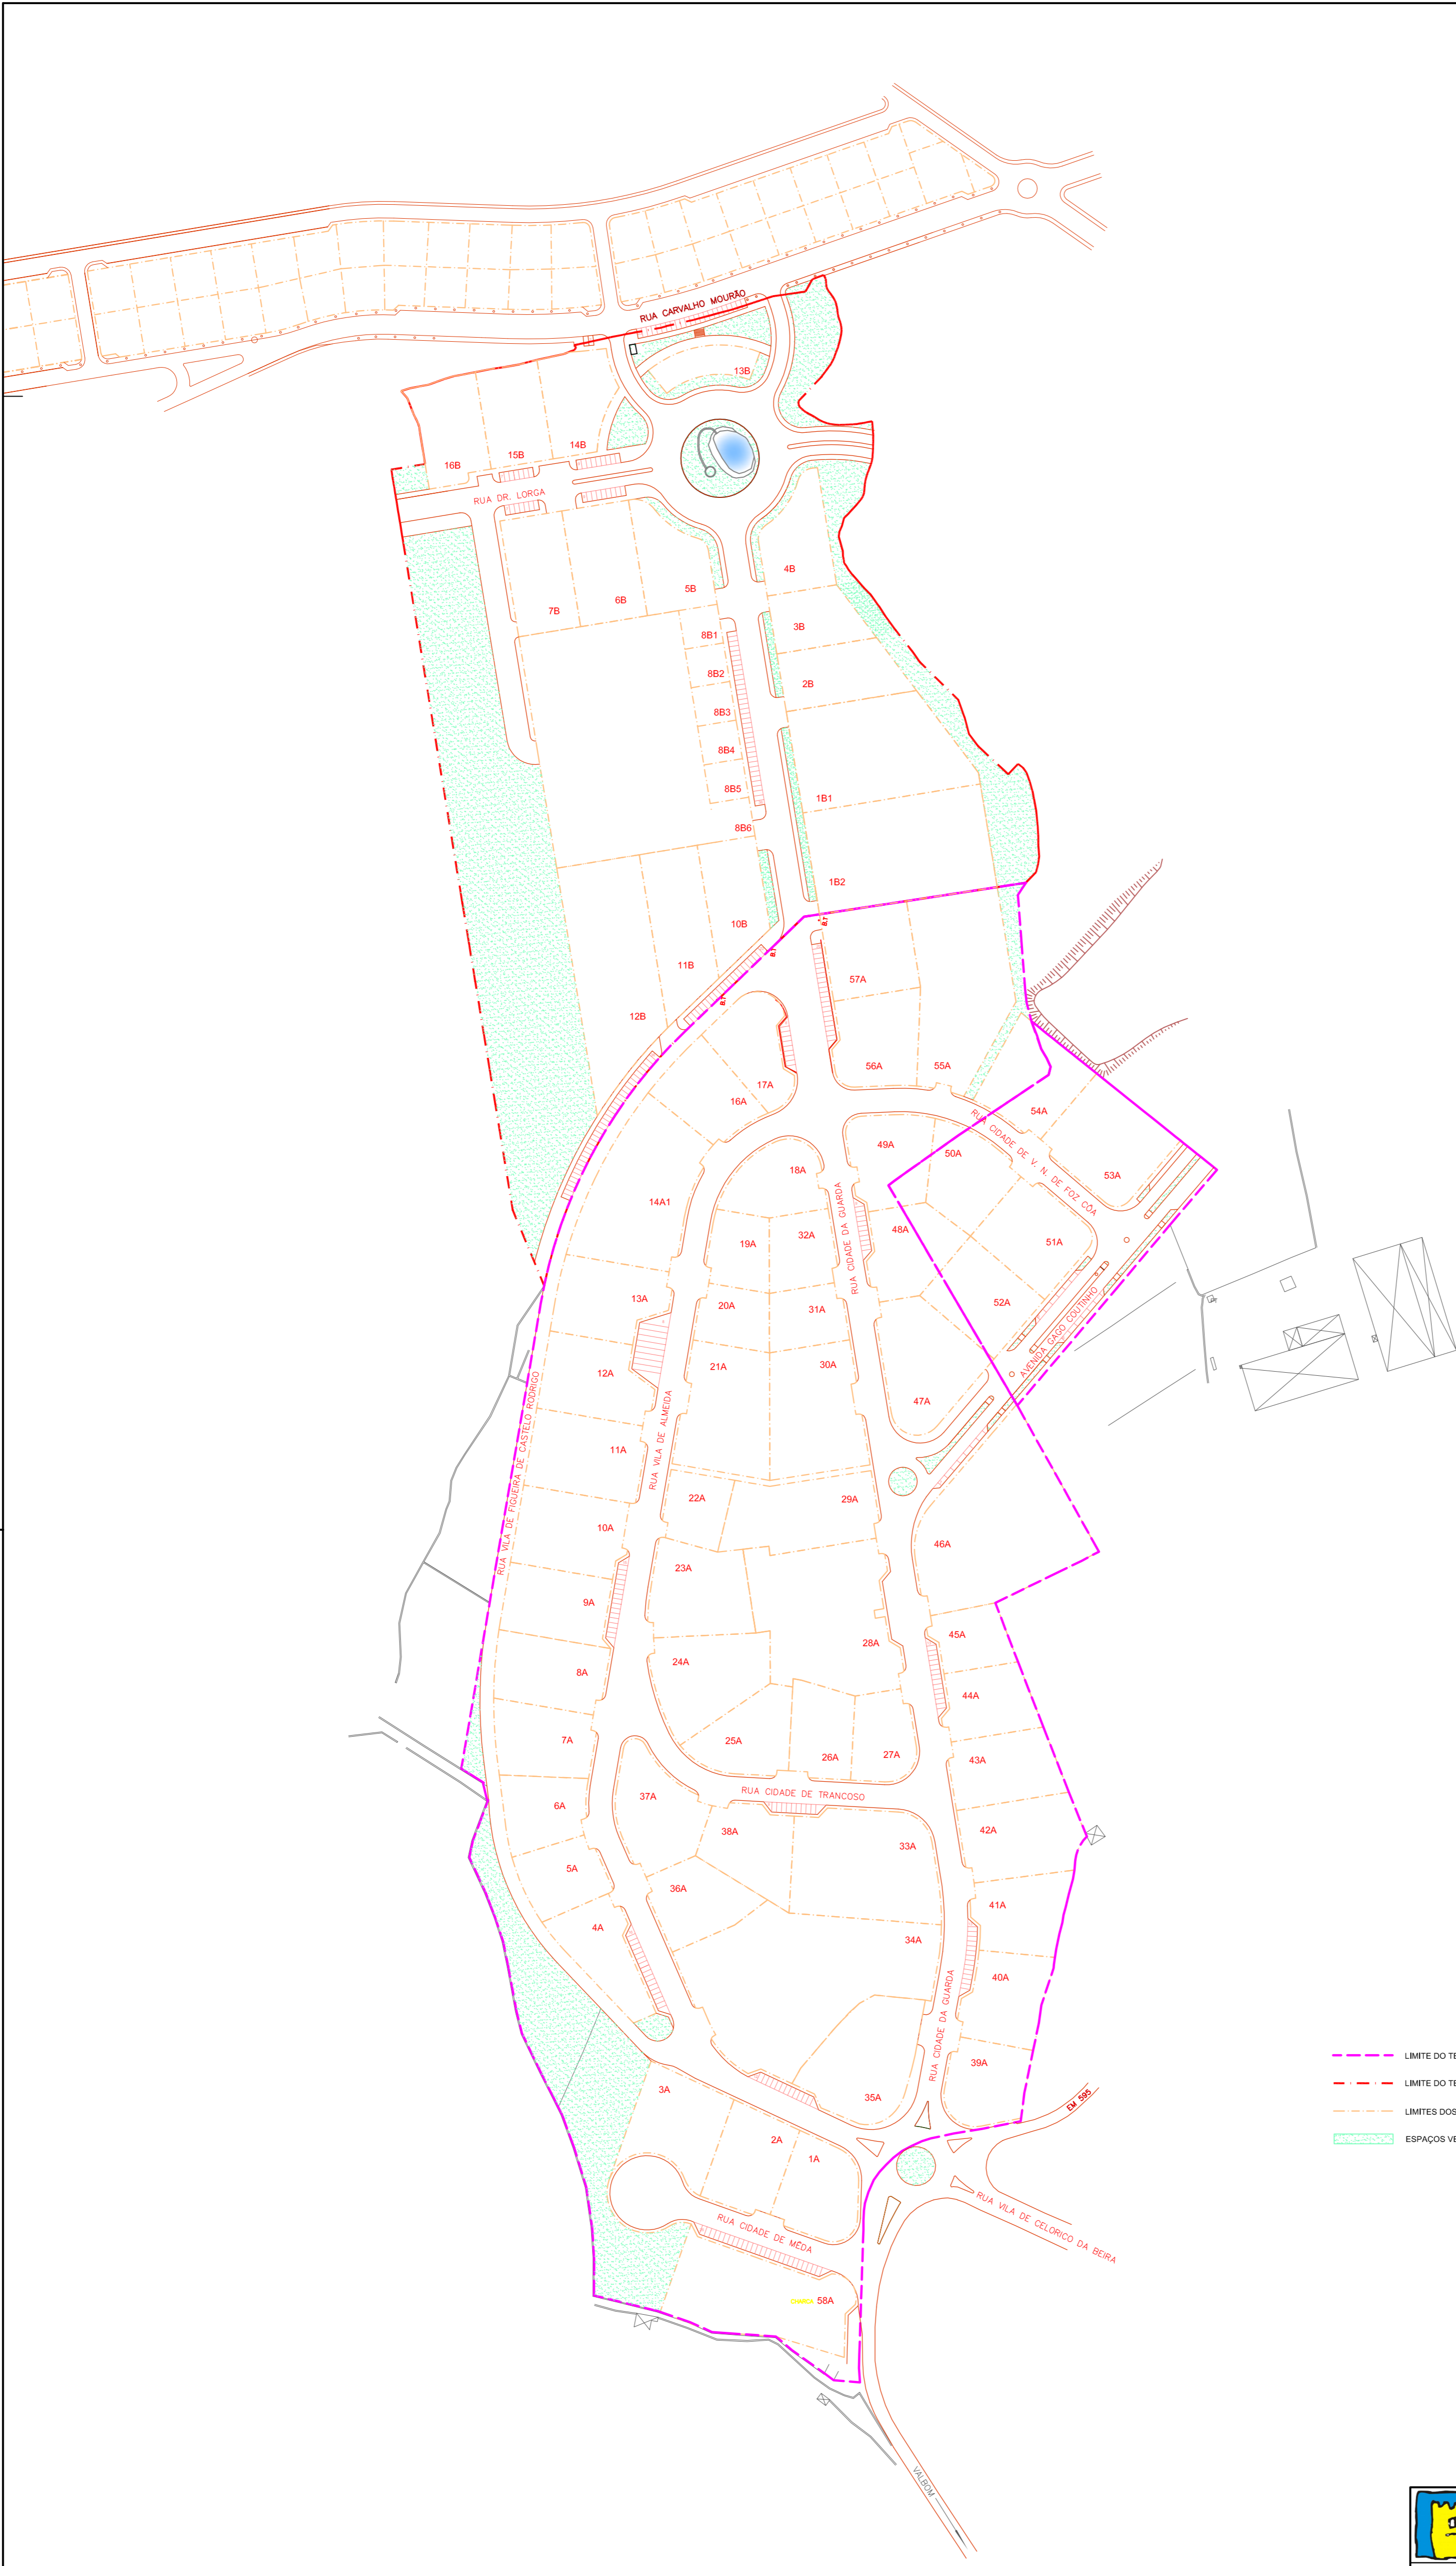 RUA CARVALHO MOURÃO
13B
14B
15B
16B
RUA DR. LORGA
4B
5B
6B
7B
3B
8B1
8B2
2B
8B3
8B4
8B5
1B1
8B6
1B2
10B
11B
12B
57A
56A
55A
17A
16A
54A
RUA CIDADE DE V. N. DE FOZ CÔA
49A
50A
53A
18A
14A1
RUA CIDADE DA GUARDA
48A
32A
19A
51A
13A
20A
31A
52A
AVENIDA GAGO COUTINHO
12A
21A
30A
47A
RUA VILA DE FIGUEIRA DE CASTELO RODRIGO
RUA VILA DE ALMEIDA
11A
22A
29A
10A
46A
23A
9A
45A
28A
24A
8A
44A
7A
25A
26A
27A
43A
RUA CIDADE DE TRANCOSO
37A
6A
38A
42A
33A
5A
36A
41A
4A
34A
40A
RUA CIDADE DA GUARDA
39A
3A
35A
EM 595
2A
1A
RUA CIDADE DE MÊDA
RUA VILA DE CELORICO DA BEIRA
58A
VALBOM
LIMITE DO TE
LIMITE DO TE
LIMITES DOS
ESPAÇOS VE